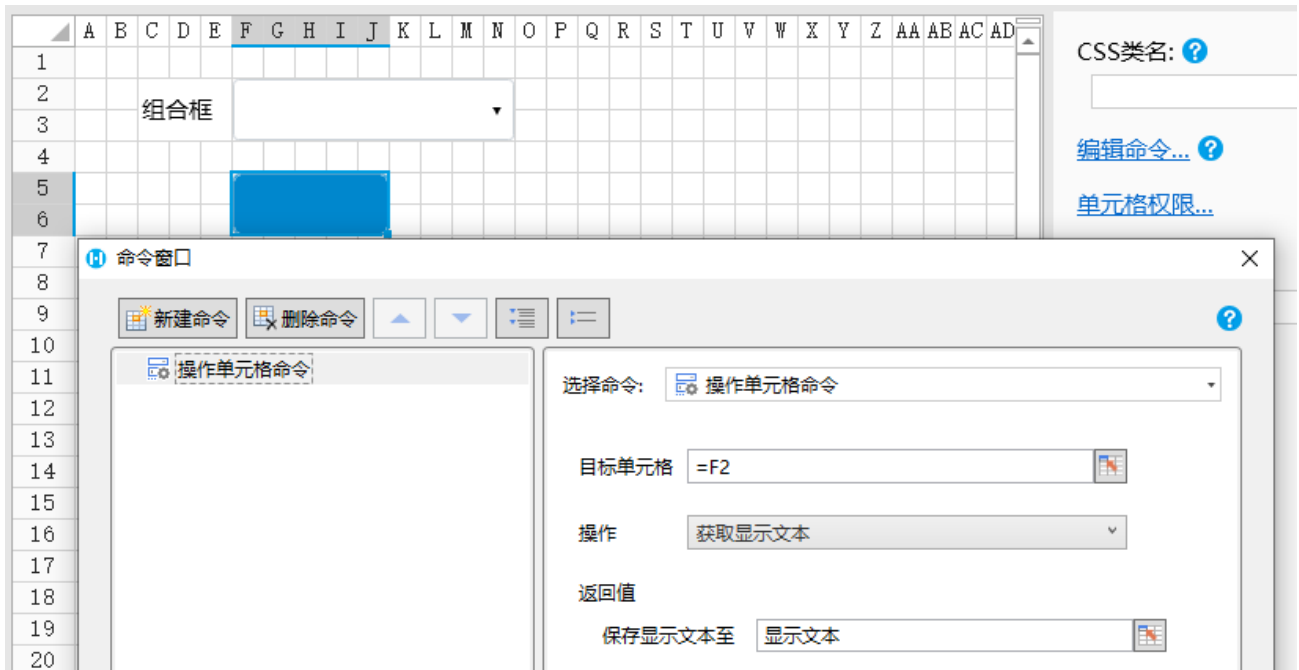 A B C D E F G H I J K L M N O P Q R S T U V W X Y Z AA AB AC AD
CSS类名: ?
1
2
组合框
3
编辑命令... ?
4
5
单元格权限...
6
7
命令窗口
8
9
新建命令 删除命令 ?
10
11
操作单元格命令
选择命令: 操作单元格命令
12
13
14
目标单元格 =F2
15
16
操作 获取显示文本
17
18
返回值
19
保存显示文本至 显示文本
20